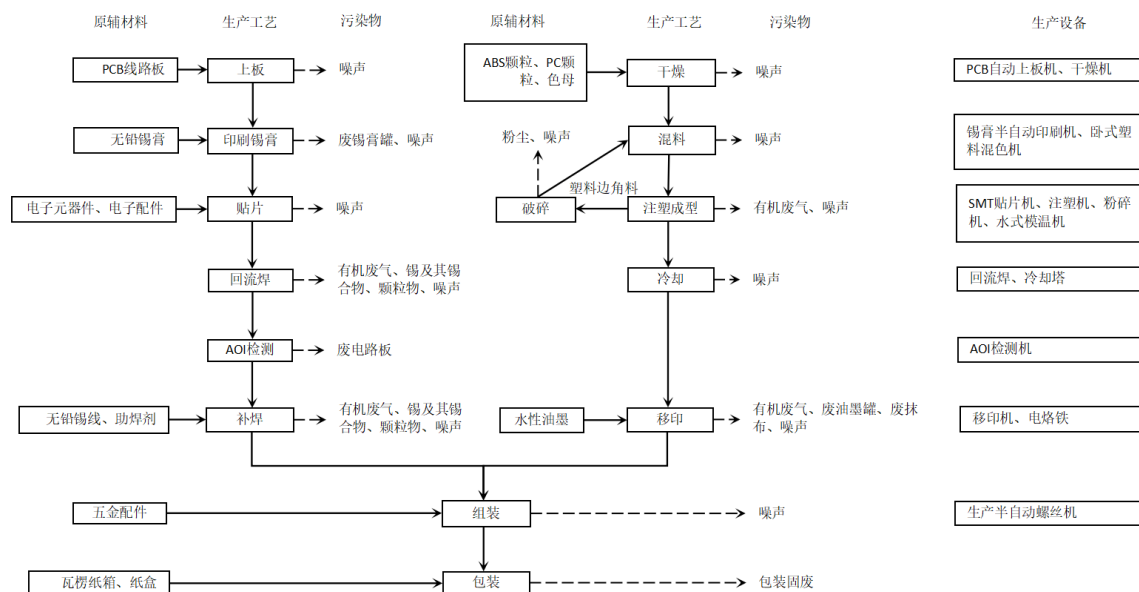 原辅材料
生产工艺
污染物
原辅材料
生产工艺
污染物
生产设备
PCB线路板
上板
噪声
ABS颗粒、PC颗
粒、色母
干燥
噪声
PCB自动上板机、干燥机
无铅锡膏
印刷锡膏
废锡膏罐、噪声
粉尘、噪声
混料
噪声
锡膏半自动印刷机、卧式塑
料混色机
塑料边角料
电子元器件、电子配件
贴片
噪声
破碎
注塑成型
有机废气、噪声
SMT贴片机、注塑机、粉碎
机、水式模温机
回流焊
有机废气、锡及其锡
合物、颗粒物、噪声
冷却
噪声
回流焊、冷却塔
AOI检测
废电路板
AOI检测机
无铅锡线、助焊剂
补焊
有机废气、锡及其锡
合物、颗粒物、噪声
水性油墨
移印
有机废气、废油墨罐、废抹
布、噪声
移印机、电烙铁
五金配件
组装
噪声
生产半自动螺丝机
瓦楞纸箱、纸盒
包装
包装固废